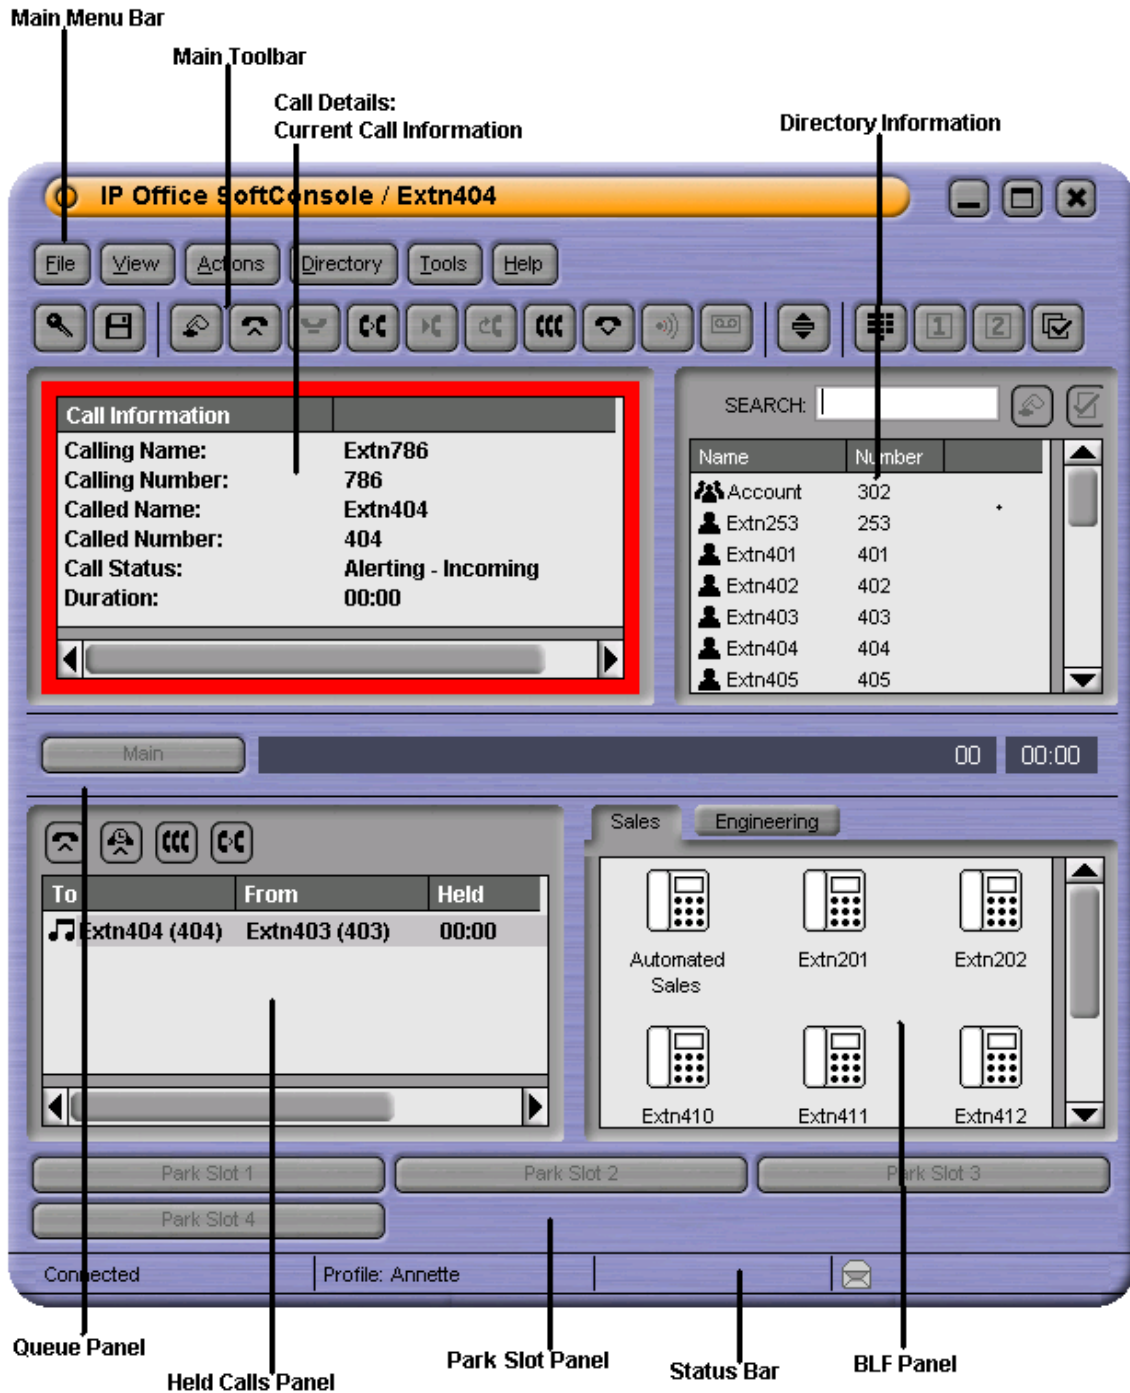 Main Menu Bar
Main Toolbar
Call Details:
Current Call Information
Directory Information
IP Office SoftConsole / Extn404
File View Actions Directory Tools Help
1 2
Call Information
Calling Name: Extn786
Calling Number: 786
Called Name: Extn404
Called Number: 404
Call Status: Alerting - Incoming
Duration: 00:00
SEARCH:
Name Number
Account 302
Extn253 253
Extn401 401
Extn402 402
Extn403 403
Extn404 404
Extn405 405
Main 00 00:00
To From Held
Extn404 (404) Extn403 (403) 00:00
Sales Engineering
Automated Sales
Extn201
Extn202
Extn410
Extn411
Extn412
Park Slot 1 Park Slot 2 Park Slot 3
Park Slot 4
Connected Profile: Annette
Queue Panel
Held Calls Panel
Park Slot Panel
Status Bar
BLF Panel